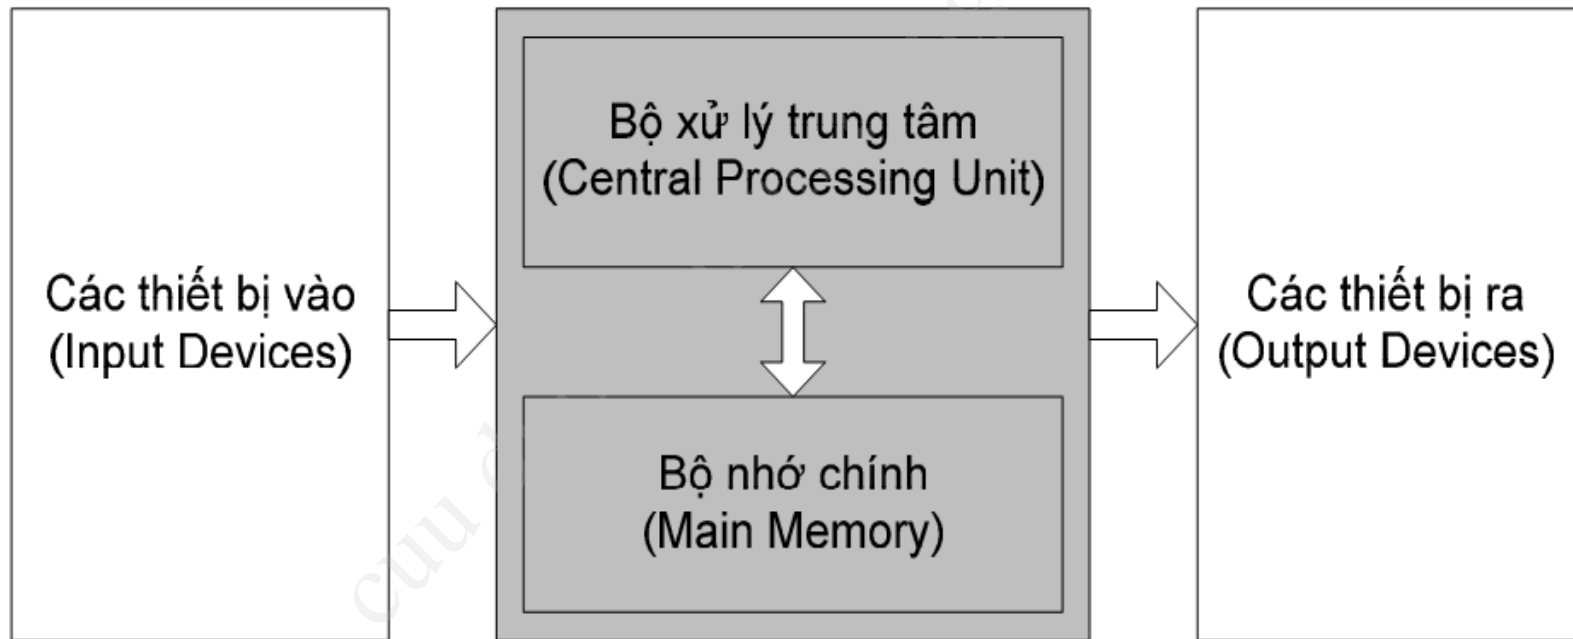 Các thiết bị vào
(Input Devices)
Bộ xử lý trung tâm
(Central Processing Unit)
Bộ nhớ chính
(Main Memory)
Các thiết bị ra
(Output Devices)
cuu